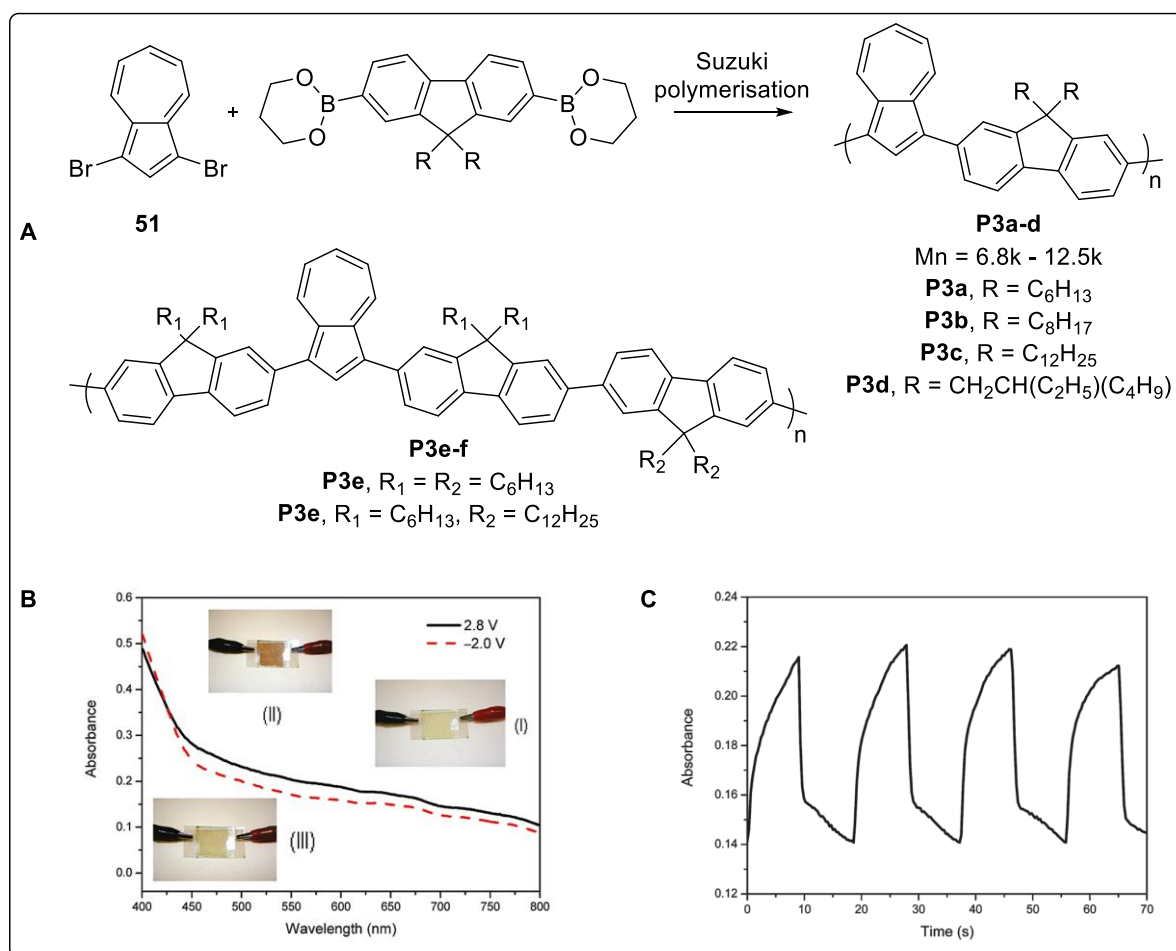 Suzuki
polymerisation
+
Br
Br
51
O
B
O
R
R
B
O
O
R
R
n
P3a-d
Mn = 6.8k - 12.5k
P3a, R = C6H13
P3b, R = C8H17
P3c, R = C12H25
P3d, R = CH2CH(C2H5)(C4H9)
A
R1
R1
R1
R1
R2
R2
n
P3e-f
P3e, R1 = R2 = C6H13
P3e, R1 = C6H13, R2 = C12H25
B
0.6
0.5
0.4
0.3
0.2
0.1
0.0
Absorbance
2.8 V
−2.0 V
(II)
(I)
(III)
400 450 500 550 600 650 700 750 800
Wavelength (nm)
C
0.24
0.22
0.20
0.18
0.16
0.14
0.12
Absorbance
0 10 20 30 40 50 60 70
Time (s)